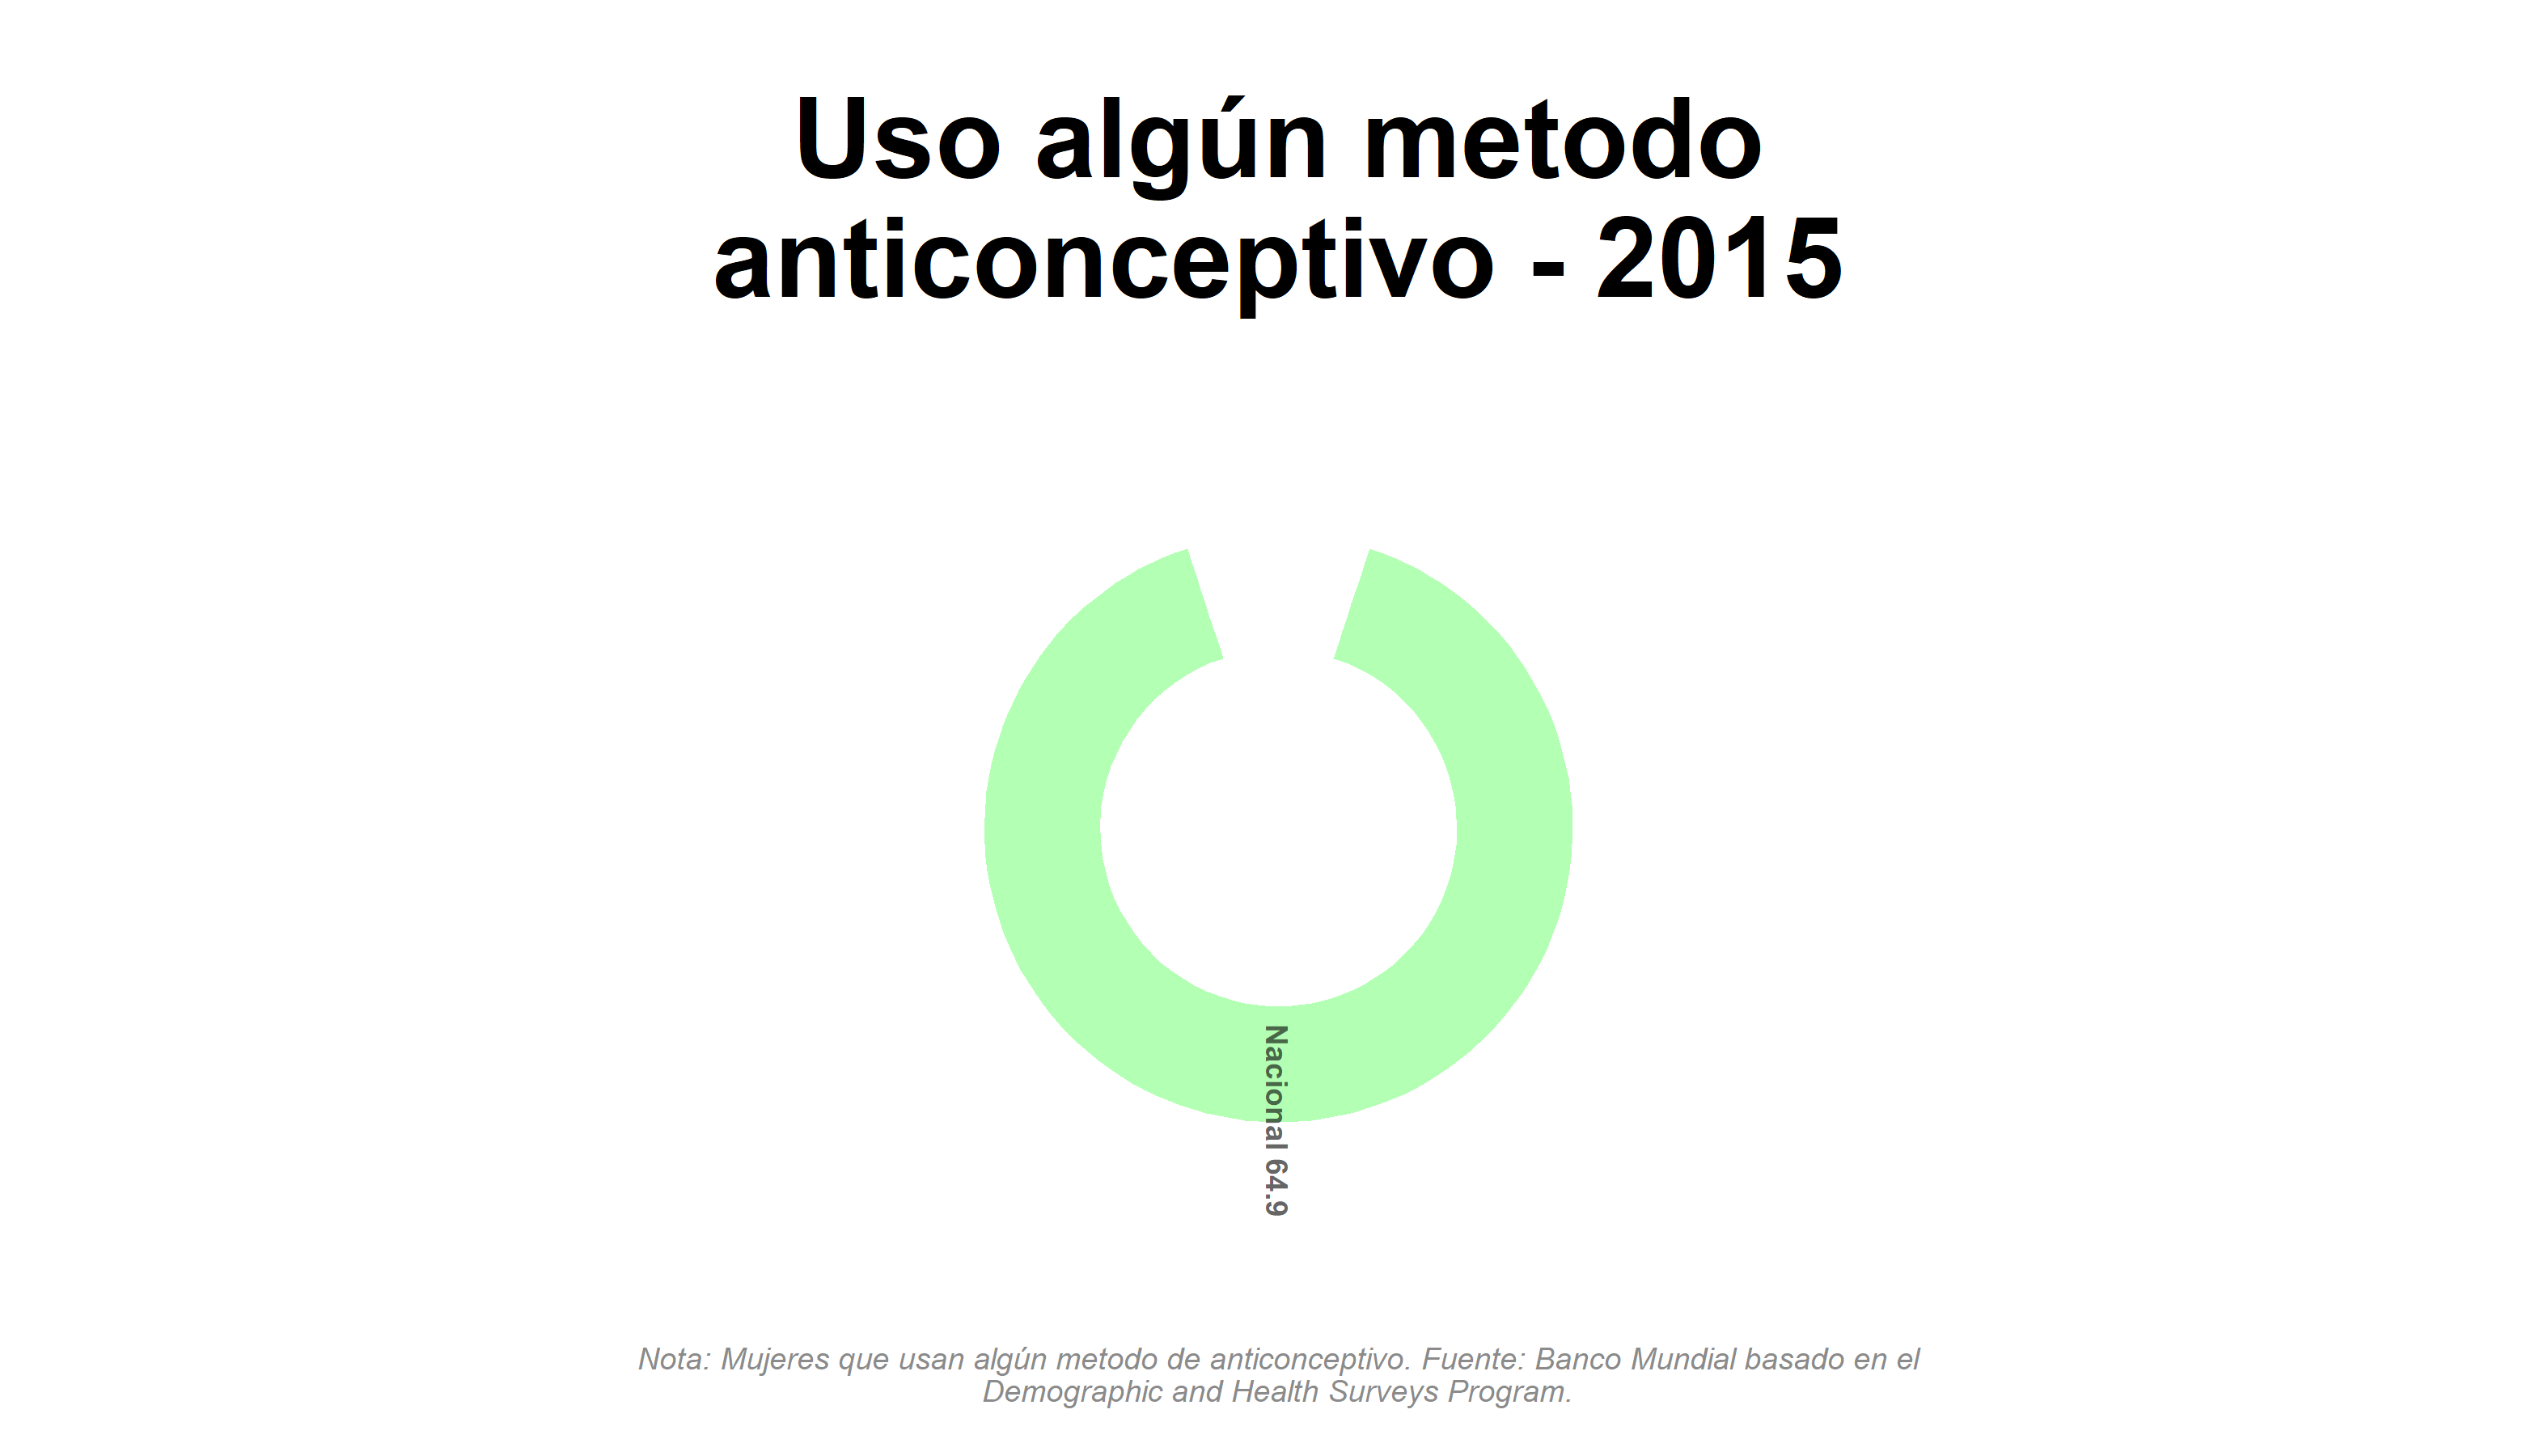 Uso algún metodo
anticonceptivo - 2015
Nacional 64.9
Nota: Mujeres que usan algún metodo de anticonceptivo. Fuente: Banco Mundial basado en el
Demographic and Health Surveys Program.